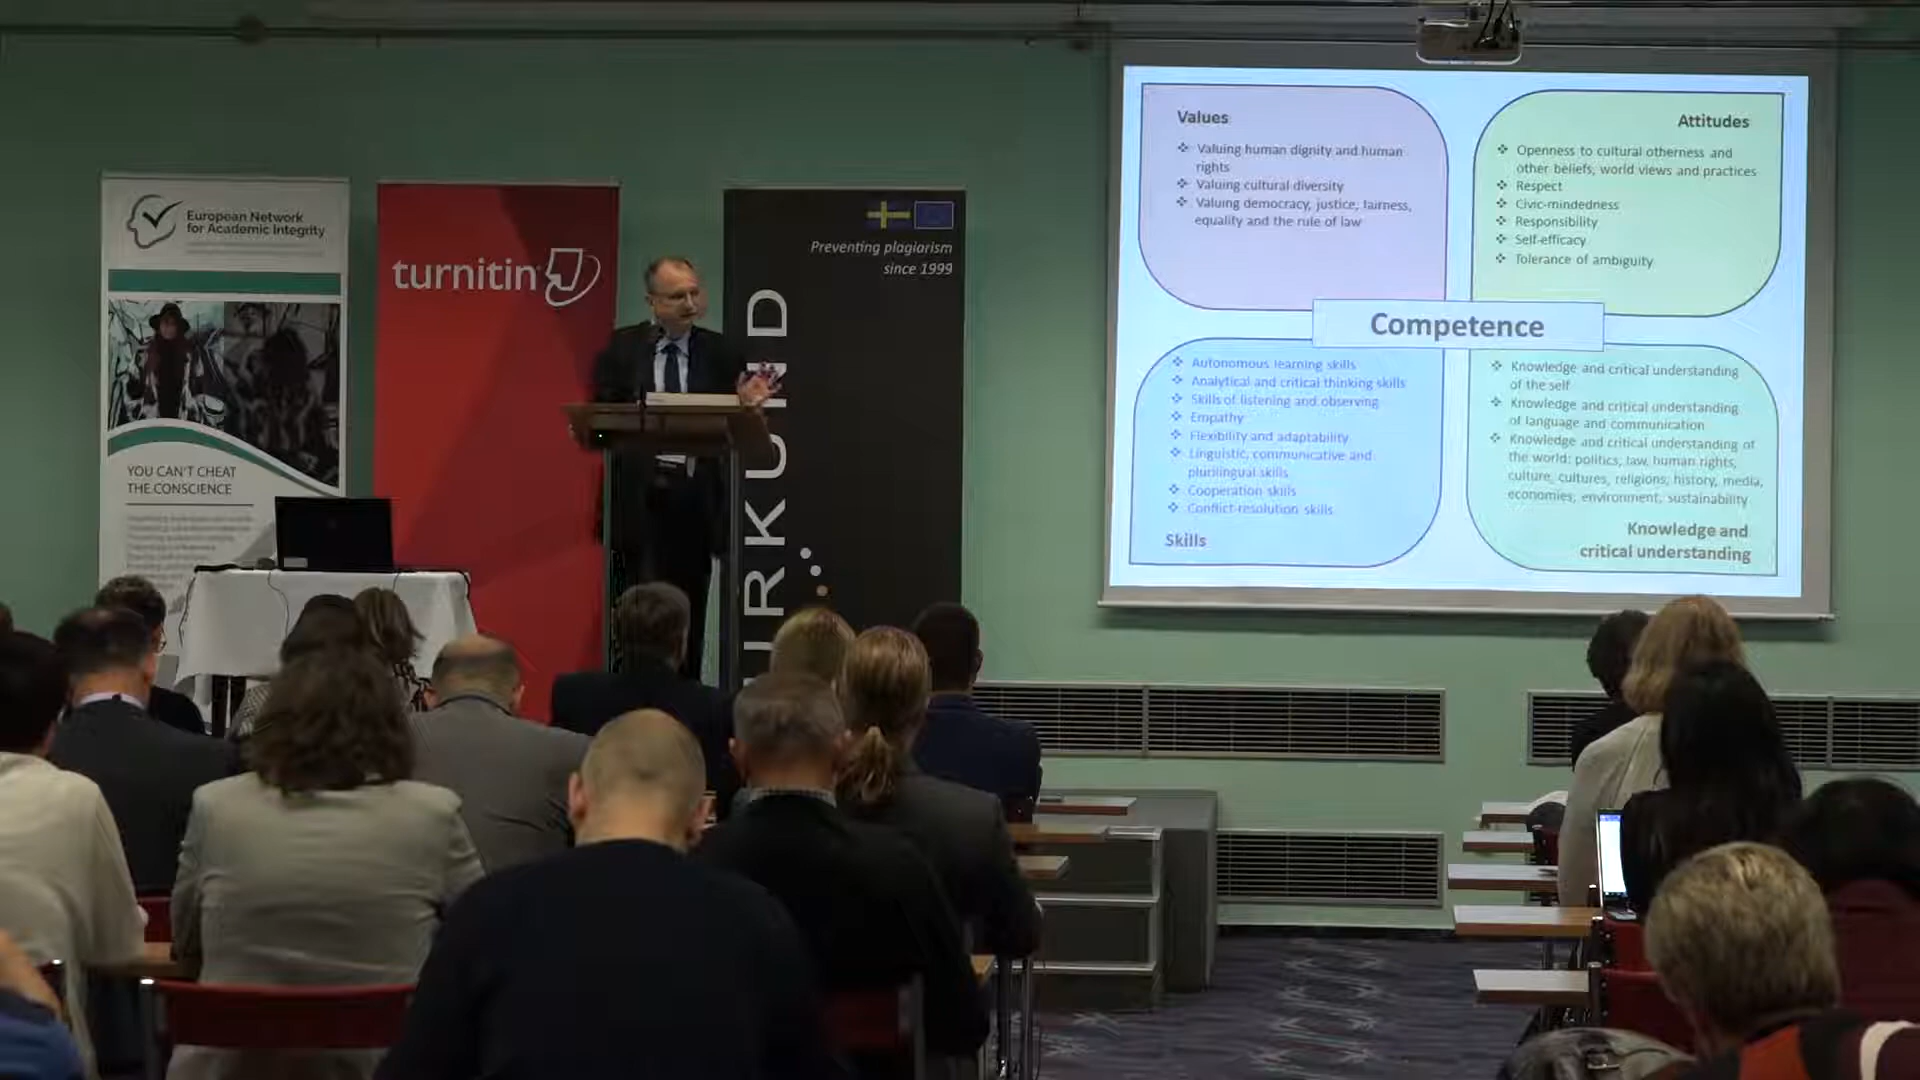 European Network
for Academic Integrity
YOU CAN'T CHEAT
THE CONSCIENCE
turnitin
Preventing plagiarism
since 1999
URKUND
Values
❖ Valuing human dignity and human
rights
❖ Valuing cultural diversity
❖ Valuing democracy, justice, fairness,
equality and the rule of law
Attitudes
❖ Openness to cultural otherness and
other beliefs, world views and practices
❖ Respect
❖ Civic-mindedness
❖ Responsibility
❖ Self-efficacy
❖ Tolerance of ambiguity
Competence
❖ Autonomous learning skills
❖ Analytical and critical thinking skills
❖ Skills of listening and observing
❖ Empathy
❖ Flexibility and adaptability
❖ Linguistic, communicative and
plurilingual skills
❖ Cooperation skills
❖ Conflict-resolution skills
Skills
❖ Knowledge and critical understanding
of the self
❖ Knowledge and critical understanding
of language and communication
❖ Knowledge and critical understanding of
the world: politics, law, human rights,
culture, cultures, religions, history, media,
economies, environment, sustainability
Knowledge and
critical understanding